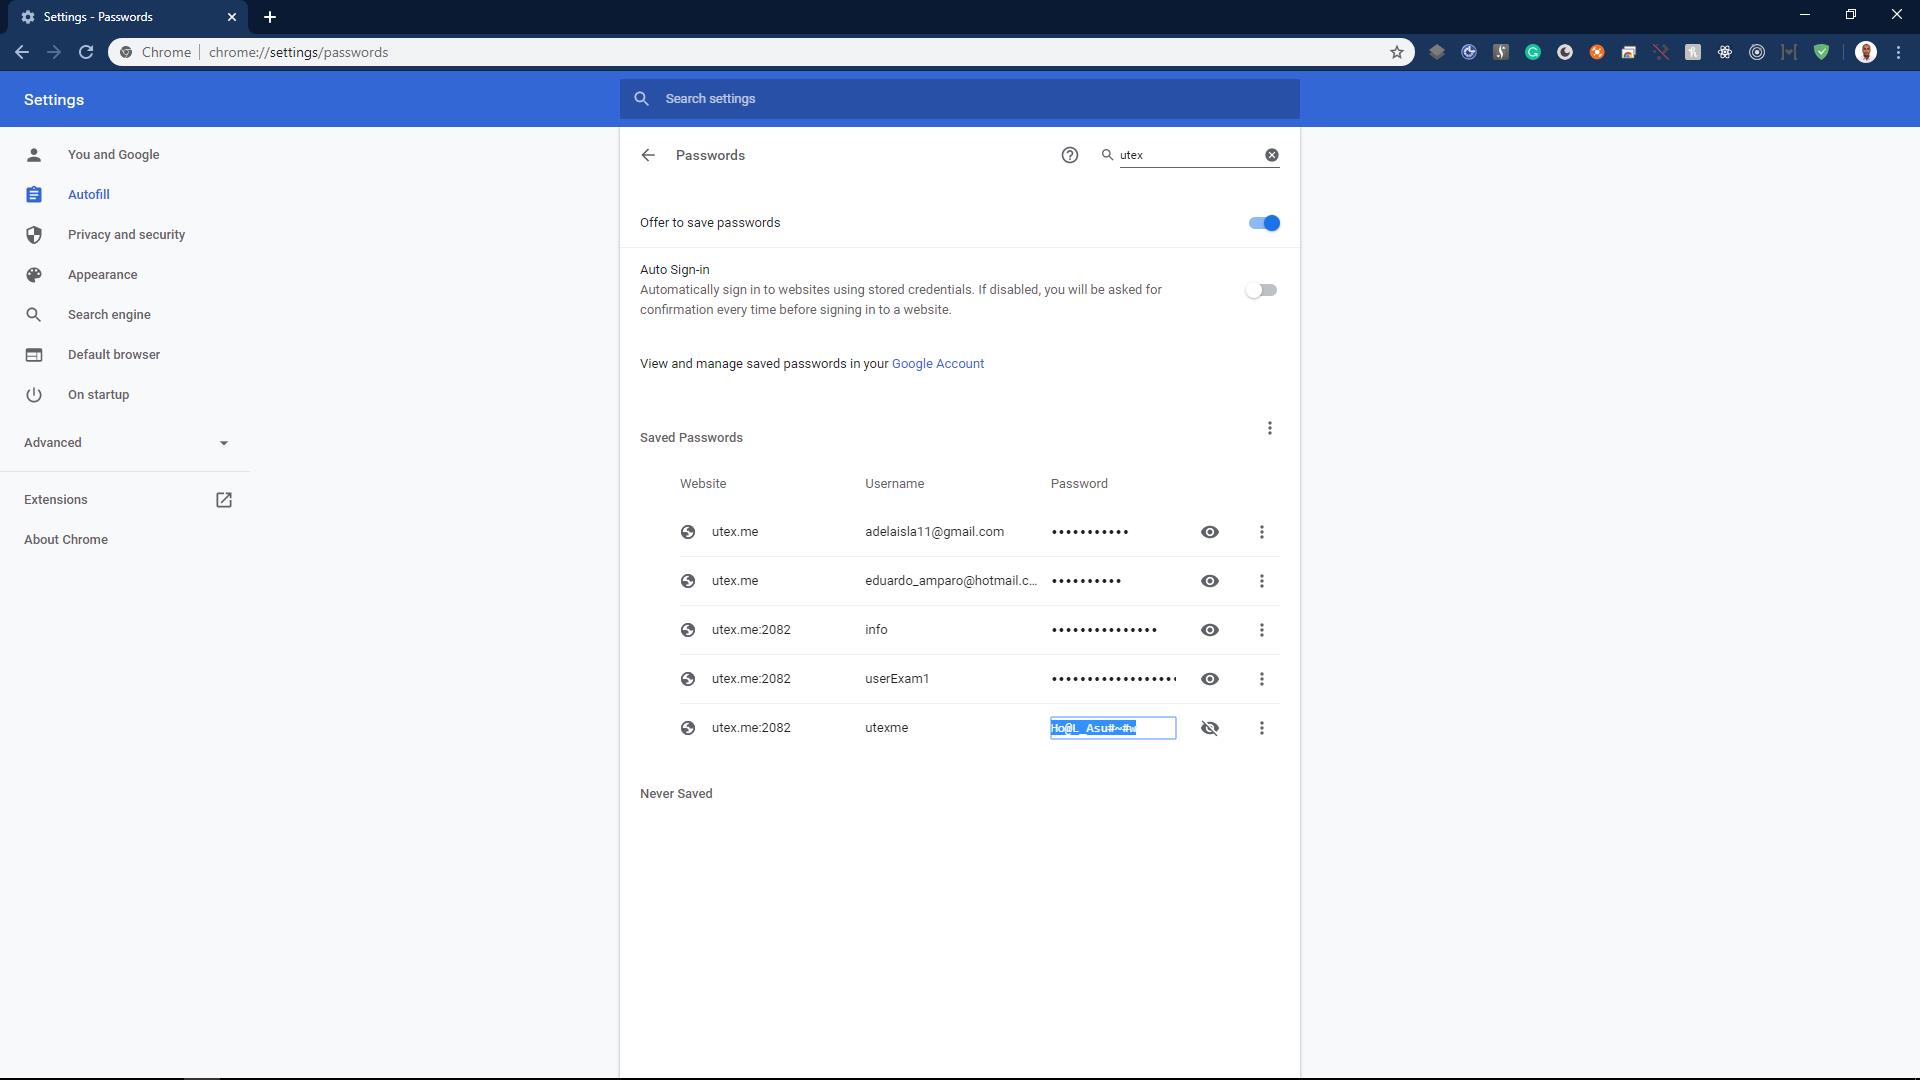 Settings - Passwords
Chrome chrome://settings/passwords
Settings
Search settings
You and Google
Autofill
Privacy and security
Appearance
Search engine
Default browser
On startup
Advanced
Extensions
About Chrome
Passwords
utex
Offer to save passwords
Auto Sign-in
Automatically sign in to websites using stored credentials. If disabled, you will be asked for
confirmation every time before signing in to a website.
View and manage saved passwords in your Google Account
Saved Passwords
Website Username Password
utex.me adelaisla11@gmail.com •••••••••••
utex.me eduardo_amparo@hotmail.c... ••••••••••
utex.me:2082 info •••••••••••••••
utex.me:2082 userExam1 ••••••••••••••••••
utex.me:2082 utexme Ho@L_Asu#~#w
Never Saved